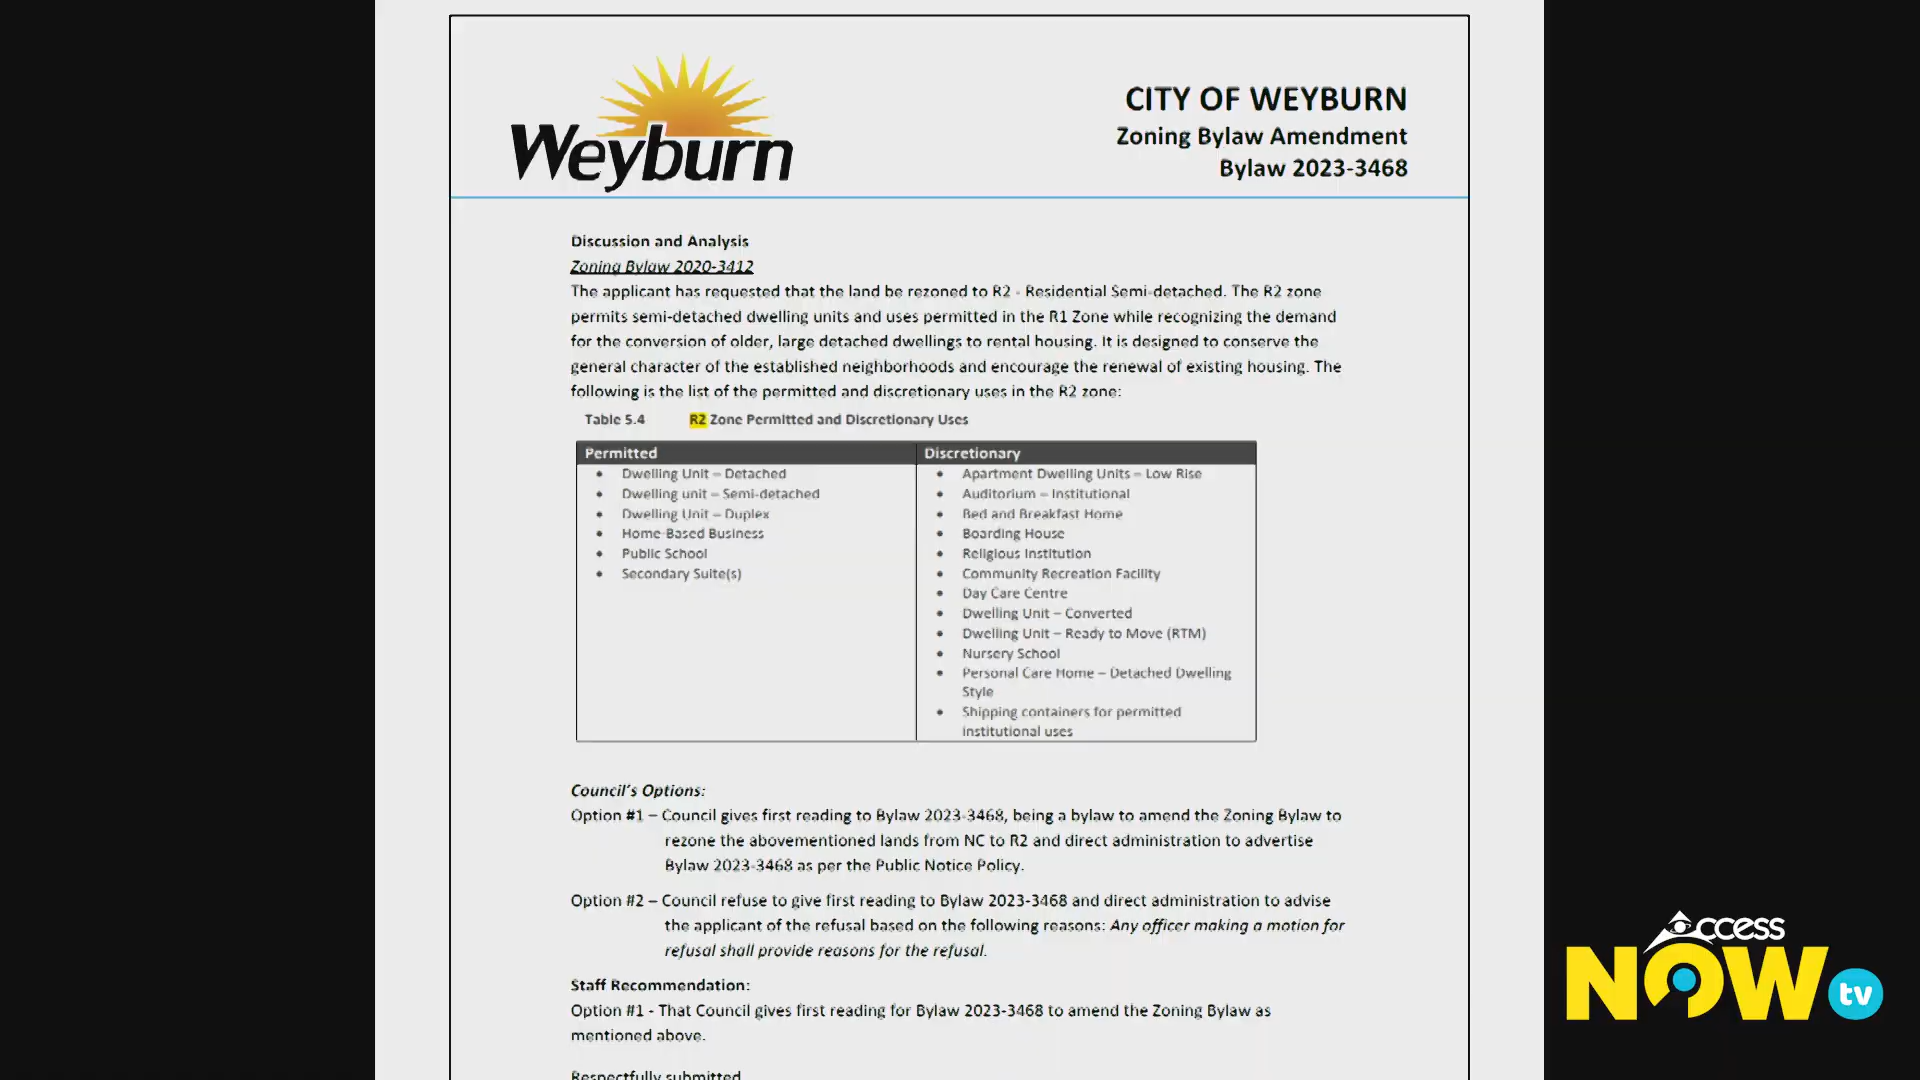 Weyburn
CITY OF WEYBURN
Zoning Bylaw Amendment
Bylaw 2023-3468
Discussion and Analysis
Zoning Bylaw 2020-3412
The applicant has requested that the land be rezoned to R2 - Residential Semi-detached. The R2 zone
permits semi-detached dwelling units and uses permitted in the R1 Zone while recognizing the demand
for the conversion of older, large detached dwellings to rental housing. It is designed to conserve the
general character of the established neighborhoods and encourage the renewal of existing housing. The
following is the list of the permitted and discretionary uses in the R2 zone:
Table 5.4 R2 Zone Permitted and Discretionary Uses
Permitted
• Dwelling Unit – Detached
• Dwelling unit – Semi-detached
• Dwelling Unit – Duplex
• Home-Based Business
• Public School
• Secondary Suite(s)
Discretionary
• Apartment Dwelling Units – Low Rise
• Auditorium – Institutional
• Bed and Breakfast Home
• Boarding House
• Religious Institution
• Community Recreation Facility
• Day Care Centre
• Dwelling Unit – Converted
• Dwelling Unit – Ready to Move (RTM)
• Nursery School
• Personal Care Home – Detached Dwelling
Style
• Shipping containers for permitted
institutional uses
Council's Options:
Option #1 – Council gives first reading to Bylaw 2023-3468, being a bylaw to amend the Zoning Bylaw to
rezone the abovementioned lands from NC to R2 and direct administration to advertise
Bylaw 2023-3468 as per the Public Notice Policy.
Option #2 – Council refuse to give first reading to Bylaw 2023-3468 and direct administration to advise
the applicant of the refusal based on the following reasons: Any officer making a motion for
refusal shall provide reasons for the refusal.
Staff Recommendation:
Option #1 - That Council gives first reading for Bylaw 2023-3468 to amend the Zoning Bylaw as
mentioned above.
Respectfully submitted
Access
NOW
tv